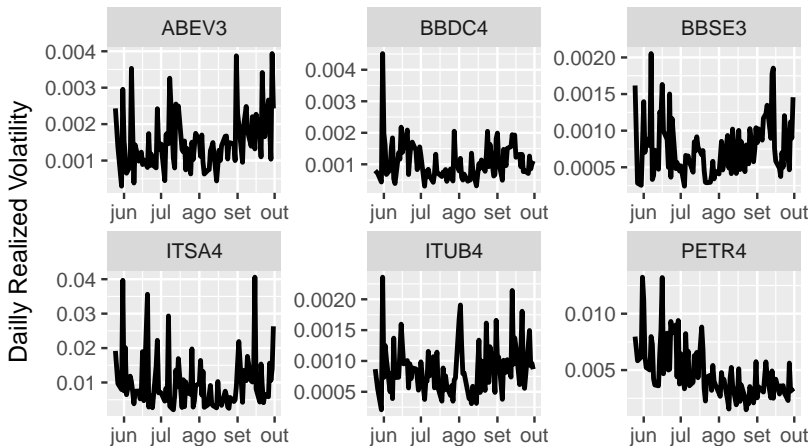 ABEV3 BBDC4 BBSE3
0.004 0.003 0.002 0.001
0.004 0.003 0.002 0.001
0.0020 0.0015 0.0010 0.0005
jun jul ago set out jun jul ago set out jun jul ago set out
ITSA4 ITUB4 PETR4
0.04 0.03 0.02 0.01
0.0020 0.0015 0.0010 0.0005
0.010 0.005
jun jul ago set out jun jul ago set out jun jul ago set out
Dailly Realized Volatility